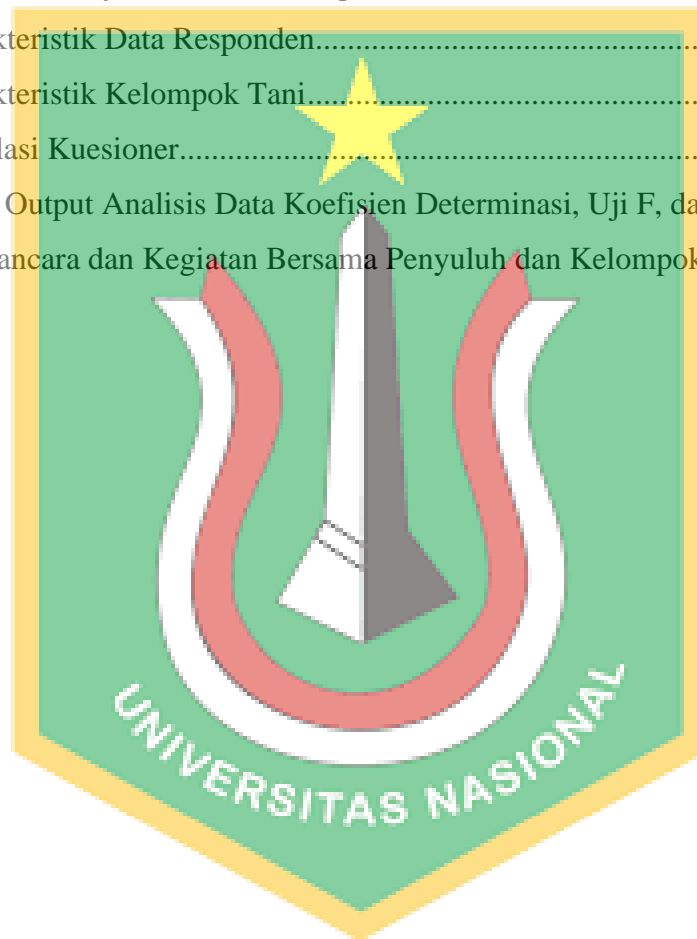 kteristik Data Responden
kteristik Kelompok Tani
lasi Kuesioner
Output Analisis Data Koefisien Determinasi, Uji F, da
ancara dan Kegiatan Bersama Penyuluh dan Kelompok
UNIVERSITAS NASIONAL